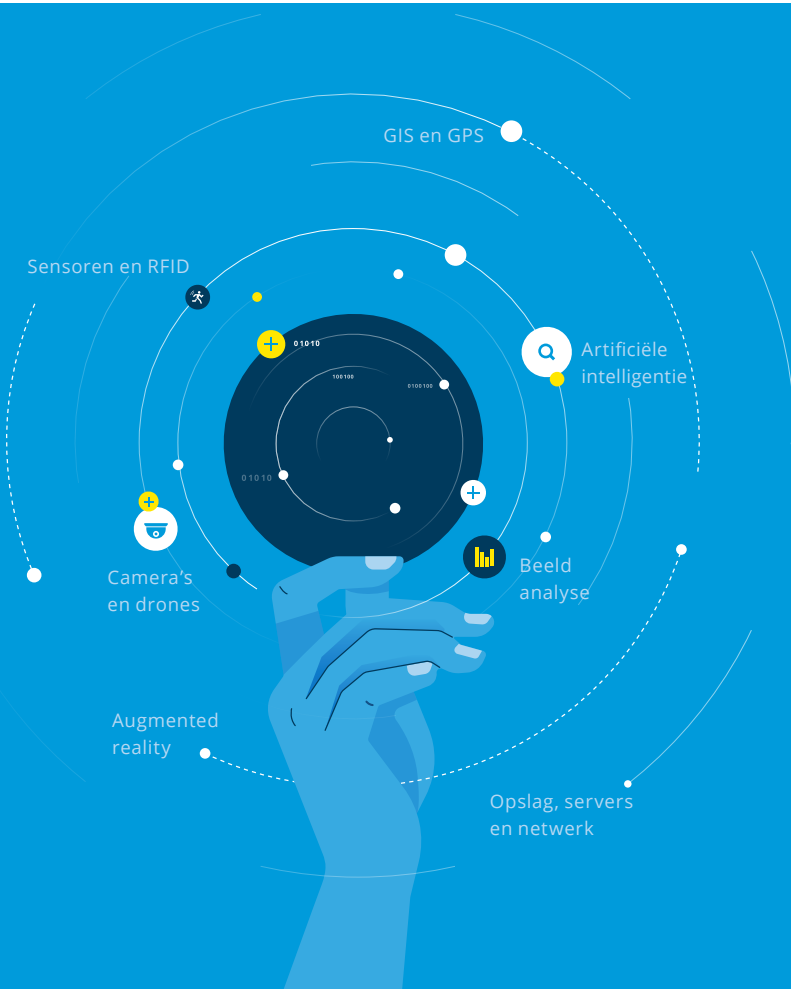 GIS en GPS
Sensoren en RFID
01010
Artificiële
intelligentie
100100
0100100
01010
Camera’s
en drones
Beeld
analyse
Augmented
reality
Opslag, servers
en netwerk